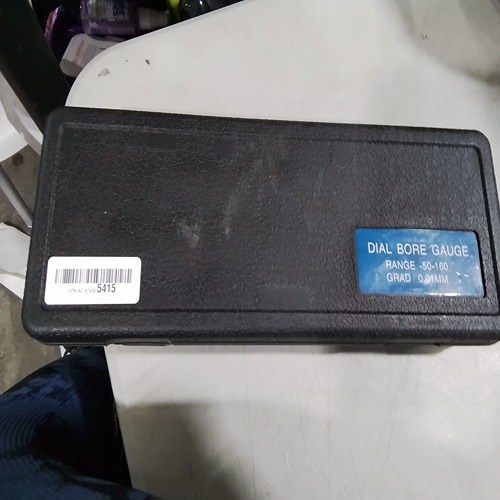 DIAL BORE GAUGE
RANGE -50-160
GRAD 0.01MM
5415